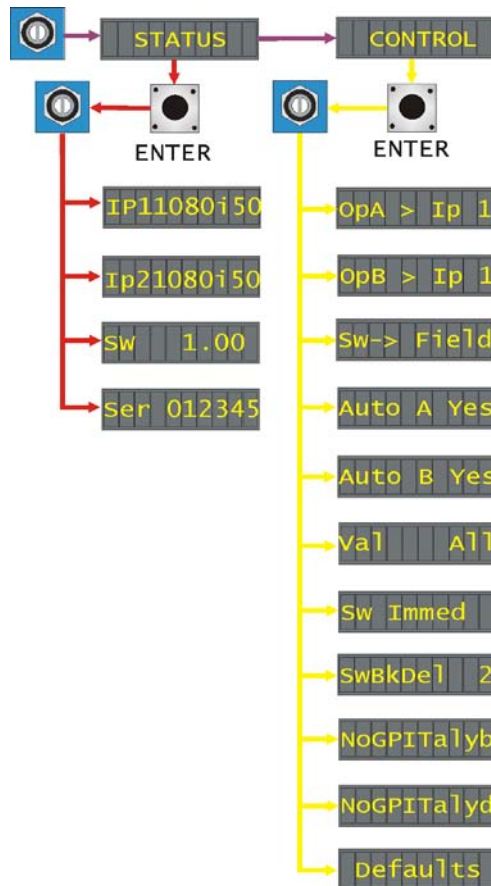 STATUS
CONTROL
ENTER
ENTER
IP11080i50
Ip21080i50
SW 1.00
Ser 012345
OpA > Ip 1
OpB > Ip 1
Sw-> Field
Auto A Yes
Auto B Yes
Val All
Sw Immed
SwBkDel 2
NoGPITalyb
NoGPITalyd
Defaults